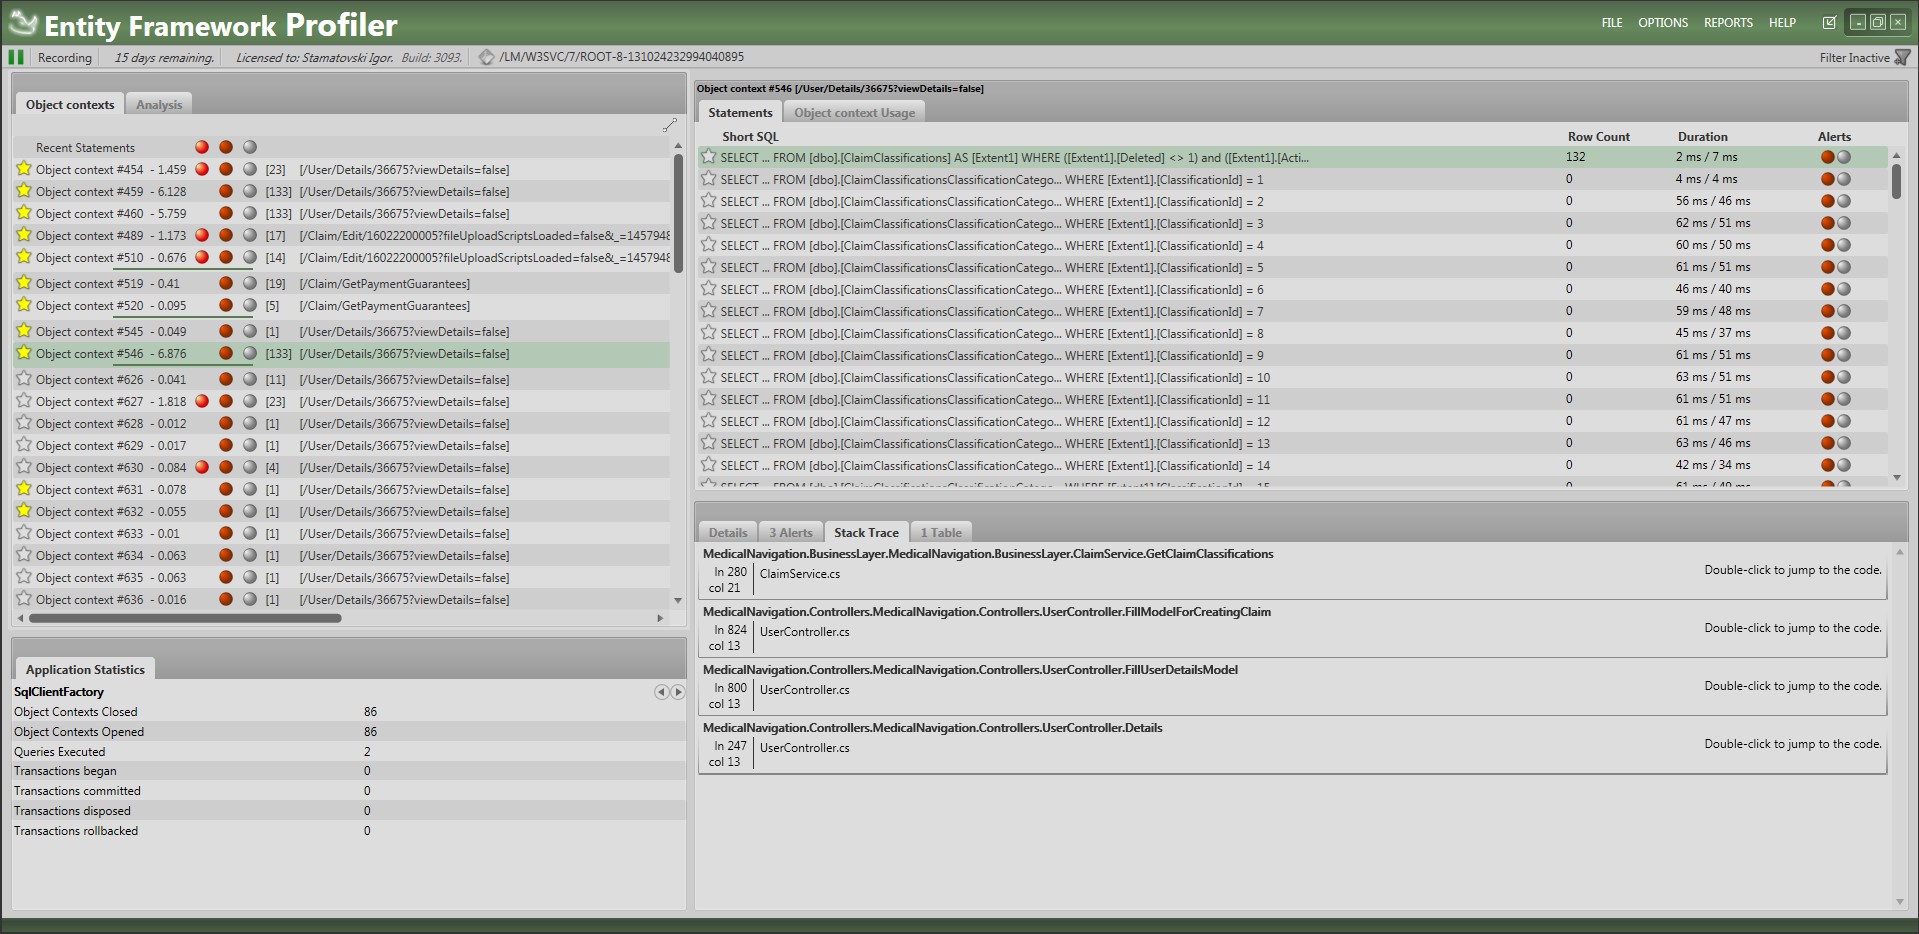 Entity Framework Profiler
FILE OPTIONS REPORTS HELP
Recording 15 days remaining. Licensed to: Stamatovski Igor. Build: 3093. /LM/W3SVC/7/ROOT-8-131024232994040895 Filter Inactive
Object contexts Analysis
Recent Statements
Object context #454 - 1.459 [23] [/User/Details/36675?viewDetails=false]
Object context #459 - 6.128 [133] [/User/Details/36675?viewDetails=false]
Object context #460 - 5.759 [133] [/User/Details/36675?viewDetails=false]
Object context #489 - 1.173 [17] [/Claim/Edit/16022200005?fileUploadScriptsLoaded=false&_=1457948
Object context #510 - 0.676 [14] [/Claim/Edit/16022200005?fileUploadScriptsLoaded=false&_=1457948
Object context #519 - 0.41 [19] [/Claim/GetPaymentGuarantees]
Object context #520 - 0.095 [5] [/Claim/GetPaymentGuarantees]
Object context #545 - 0.049 [1] [/User/Details/36675?viewDetails=false]
Object context #546 - 6.876 [133] [/User/Details/36675?viewDetails=false]
Object context #626 - 0.041 [11] [/User/Details/36675?viewDetails=false]
Object context #627 - 1.818 [23] [/User/Details/36675?viewDetails=false]
Object context #628 - 0.012 [1] [/User/Details/36675?viewDetails=false]
Object context #629 - 0.017 [1] [/User/Details/36675?viewDetails=false]
Object context #630 - 0.084 [4] [/User/Details/36675?viewDetails=false]
Object context #631 - 0.078 [1] [/User/Details/36675?viewDetails=false]
Object context #632 - 0.055 [1] [/User/Details/36675?viewDetails=false]
Object context #633 - 0.01 [1] [/User/Details/36675?viewDetails=false]
Object context #634 - 0.063 [1] [/User/Details/36675?viewDetails=false]
Object context #635 - 0.063 [1] [/User/Details/36675?viewDetails=false]
Object context #636 - 0.016 [1] [/User/Details/36675?viewDetails=false]
Application Statistics
SqlClientFactory
Object Contexts Closed 86
Object Contexts Opened 86
Queries Executed 2
Transactions began 0
Transactions committed 0
Transactions disposed 0
Transactions rollbacked 0
Object context #546 [/User/Details/36675?viewDetails=false]
Statements Object context Usage
Short SQL Row Count Duration Alerts
SELECT ... FROM [dbo].[ClaimClassifications] AS [Extent1] WHERE ([Extent1].[Deleted] <> 1) and ([Extent1].[Acti... 132 2 ms / 7 ms
SELECT ... FROM [dbo].[ClaimClassificationsClassificationCatego... WHERE [Extent1].[ClassificationId] = 1 0 4 ms / 4 ms
SELECT ... FROM [dbo].[ClaimClassificationsClassificationCatego... WHERE [Extent1].[ClassificationId] = 2 0 56 ms / 46 ms
SELECT ... FROM [dbo].[ClaimClassificationsClassificationCatego... WHERE [Extent1].[ClassificationId] = 3 0 62 ms / 51 ms
SELECT ... FROM [dbo].[ClaimClassificationsClassificationCatego... WHERE [Extent1].[ClassificationId] = 4 0 60 ms / 50 ms
SELECT ... FROM [dbo].[ClaimClassificationsClassificationCatego... WHERE [Extent1].[ClassificationId] = 5 0 61 ms / 51 ms
SELECT ... FROM [dbo].[ClaimClassificationsClassificationCatego... WHERE [Extent1].[ClassificationId] = 6 0 46 ms / 40 ms
SELECT ... FROM [dbo].[ClaimClassificationsClassificationCatego... WHERE [Extent1].[ClassificationId] = 7 0 59 ms / 48 ms
SELECT ... FROM [dbo].[ClaimClassificationsClassificationCatego... WHERE [Extent1].[ClassificationId] = 8 0 45 ms / 37 ms
SELECT ... FROM [dbo].[ClaimClassificationsClassificationCatego... WHERE [Extent1].[ClassificationId] = 9 0 61 ms / 51 ms
SELECT ... FROM [dbo].[ClaimClassificationsClassificationCatego... WHERE [Extent1].[ClassificationId] = 10 0 63 ms / 51 ms
SELECT ... FROM [dbo].[ClaimClassificationsClassificationCatego... WHERE [Extent1].[ClassificationId] = 11 0 61 ms / 51 ms
SELECT ... FROM [dbo].[ClaimClassificationsClassificationCatego... WHERE [Extent1].[ClassificationId] = 12 0 61 ms / 47 ms
SELECT ... FROM [dbo].[ClaimClassificationsClassificationCatego... WHERE [Extent1].[ClassificationId] = 13 0 63 ms / 46 ms
SELECT ... FROM [dbo].[ClaimClassificationsClassificationCatego... WHERE [Extent1].[ClassificationId] = 14 0 42 ms / 34 ms
Details 3 Alerts Stack Trace 1 Table
MedicalNavigation.BusinessLayer.MedicalNavigation.BusinessLayer.ClaimService.GetClaimClassifications
ln 280 ClaimService.cs Double-click to jump to the code.
col 21
MedicalNavigation.Controllers.MedicalNavigation.Controllers.UserController.FillModelForCreatingClaim
ln 824 UserController.cs Double-click to jump to the code.
col 13
MedicalNavigation.Controllers.MedicalNavigation.Controllers.UserController.FillUserDetailsModel
ln 800 UserController.cs Double-click to jump to the code.
col 13
MedicalNavigation.Controllers.MedicalNavigation.Controllers.UserController.Details
ln 247 UserController.cs Double-click to jump to the code.
col 13